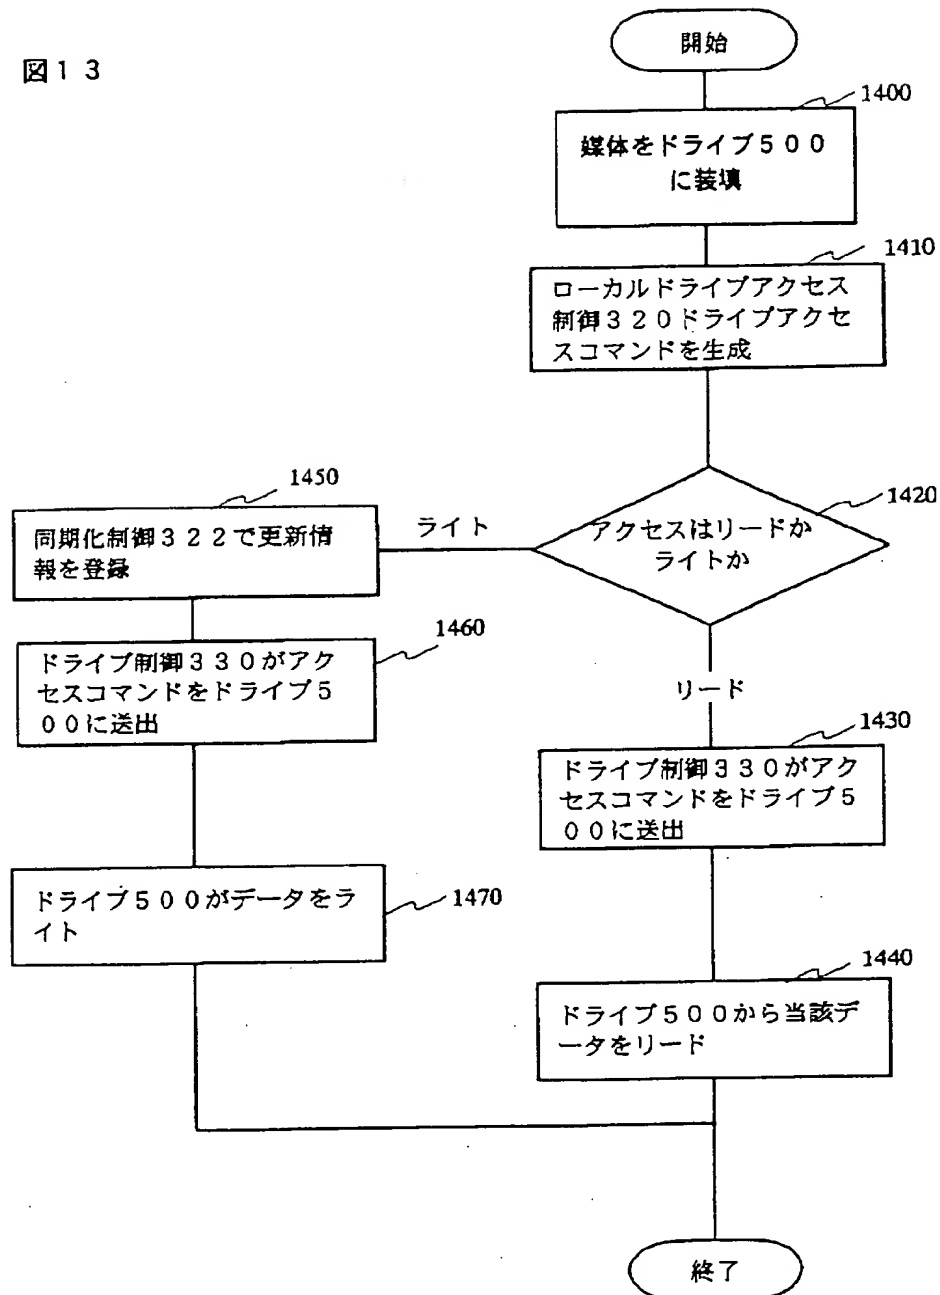 図１３
開始
1400
媒体をドライブ５００
に装填
1410
ローカルドライブアクセス
制御３２０ドライブアクセ
スコマンドを生成
1420
アクセスはリードか
ライトか
ライト
1450
同期化制御３２２で更新情
報を登録
1460
ドライブ制御３３０がアク
セスコマンドをドライブ５
００に送出
1470
ドライブ５００がデータをラ
イト
リード
1430
ドライブ制御３３０がアク
セスコマンドをドライブ５
００に送出
1440
ドライブ５００から当該デ
ータをリード
終了